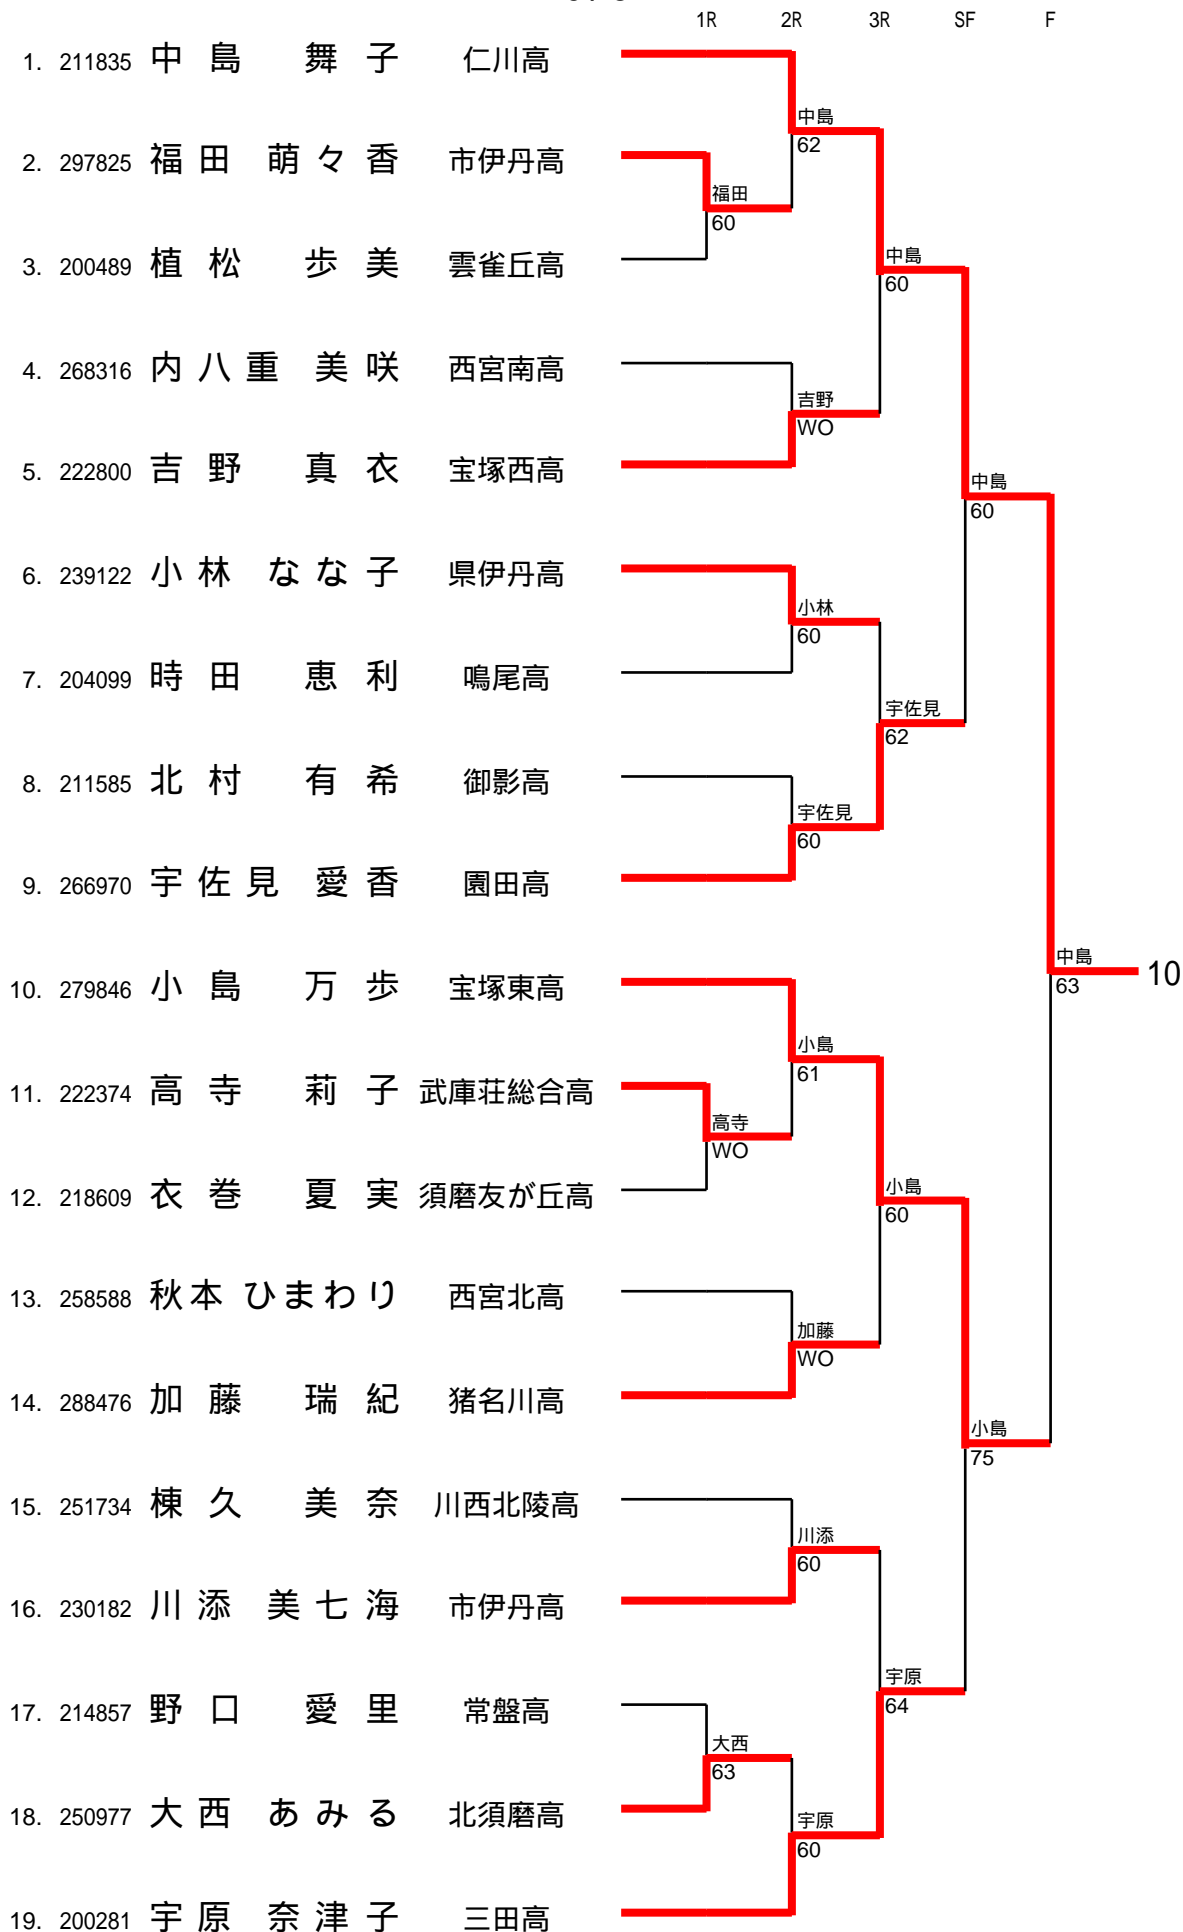 1R 2R 3R SF F
1. 211835 中島 舞子 仁川高
中島
62
2. 297825 福田 萌々香 市伊丹高
福田
60
3. 200489 植松 歩美 雲雀丘高
中島
60
4. 268316 内八重 美咲 西宮南高
吉野
WO
5. 222800 吉野 真衣 宝塚西高
中島
60
6. 239122 小林 なな子 県伊丹高
小林
60
7. 204099 時田 恵利 鳴尾高
宇佐見
62
8. 211585 北村 有希 御影高
宇佐見
60
9. 266970 宇佐見 愛香 園田高
中島
63
10
10. 279846 小島 万歩 宝塚東高
小島
61
11. 222374 高寺 莉子 武庫荘総合高
高寺
WO
12. 218609 衣巻 夏実 須磨友が丘高
小島
60
13. 258588 秋本 ひまわり 西宮北高
加藤
WO
14. 288476 加藤 瑞紀 猪名川高
小島
75
15. 251734 棟久 美奈 川西北陵高
川添
60
16. 230182 川添 美七海 市伊丹高
宇原
64
17. 214857 野口 愛里 常盤高
大西
63
18. 250977 大西 あみる 北須磨高
宇原
60
19. 200281 宇原 奈津子 三田高